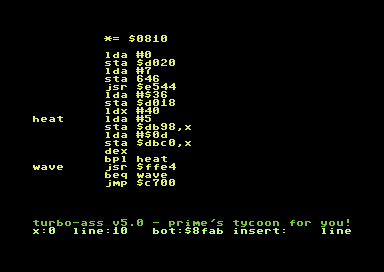 *= $0810
lda #0
sta $d020
lda #7
sta 646
jsr $e544
lda #$36
sta $d018
ldx #40
heat lda #5
sta $db98,x
lda #$0d
sta $dbc0,x
dex
bpl heat
wave jsr $ffe4
beq wave
jmp $c700
turbo-ass v5.0 - prime's tycoon for you!
x:0 line:10 bot:$8fab insert: line